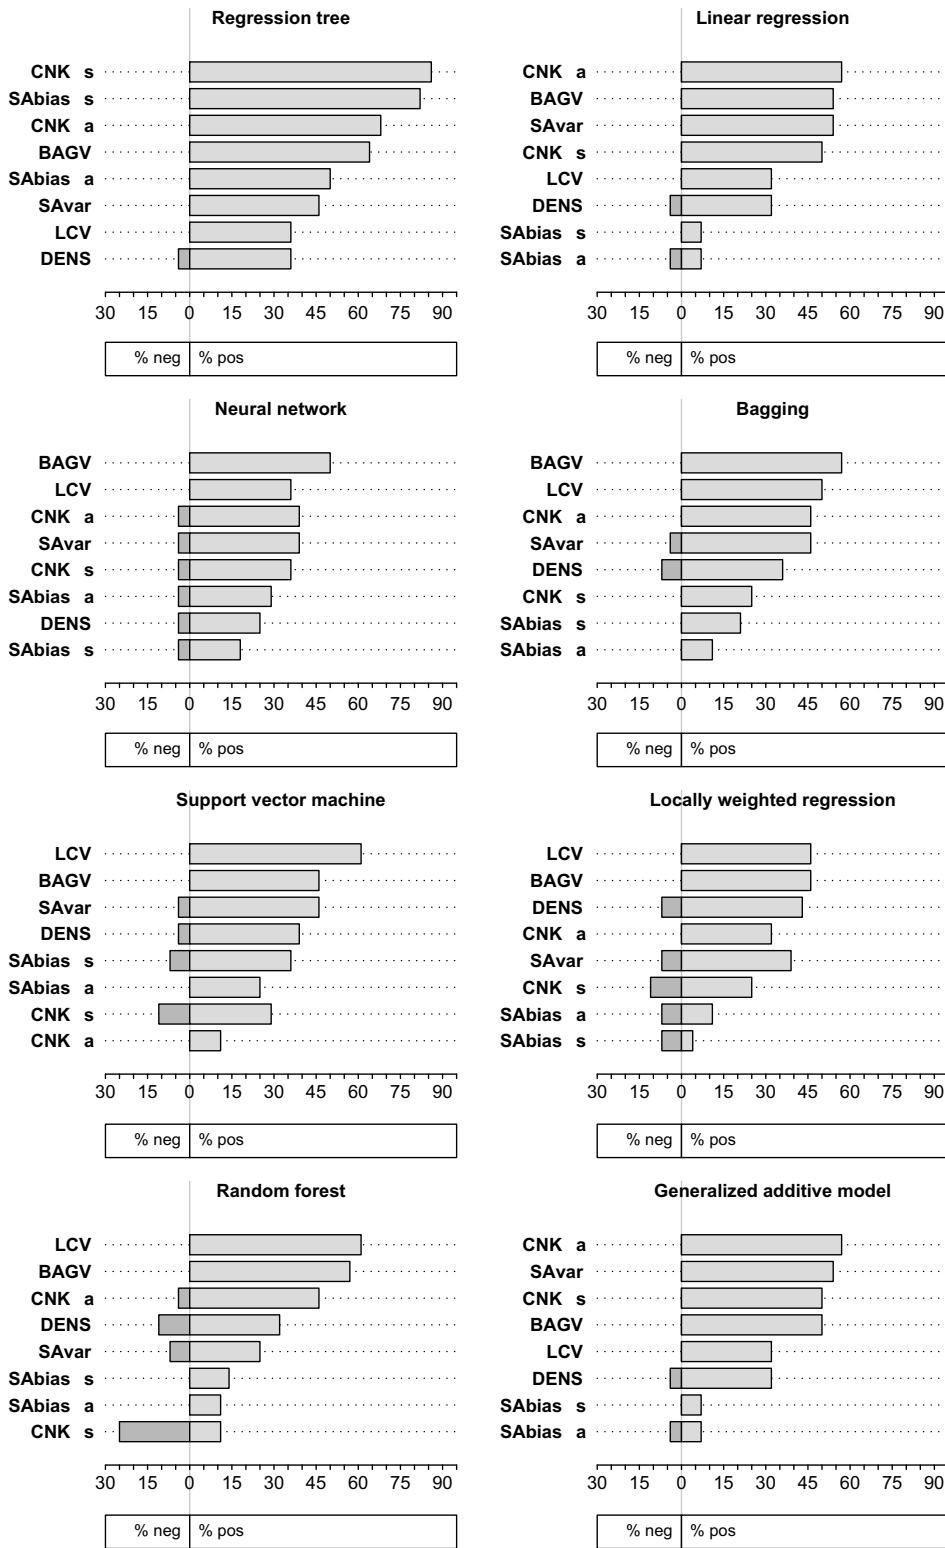 Regression tree
CNK s
SAbias s
CNK a
BAGV
SAbias a
SAvar
LCV
DENS
30 15 0 15 30 45 60 75 90
% neg % pos
Linear regression
CNK a
BAGV
SAvar
CNK s
LCV
DENS
SAbias s
SAbias a
30 15 0 15 30 45 60 75 90
% neg % pos
Neural network
BAGV
LCV
CNK a
SAvar
CNK s
SAbias a
DENS
SAbias s
30 15 0 15 30 45 60 75 90
% neg % pos
Bagging
BAGV
LCV
CNK a
SAvar
DENS
CNK s
SAbias s
SAbias a
30 15 0 15 30 45 60 75 90
% neg % pos
Support vector machine
LCV
BAGV
SAvar
DENS
SAbias s
SAbias a
CNK s
CNK a
30 15 0 15 30 45 60 75 90
% neg % pos
Locally weighted regression
LCV
BAGV
DENS
CNK a
SAvar
CNK s
SAbias a
SAbias s
30 15 0 15 30 45 60 75 90
% neg % pos
Random forest
LCV
BAGV
CNK a
DENS
SAvar
SAbias s
SAbias a
CNK s
30 15 0 15 30 45 60 75 90
% neg % pos
Generalized additive model
CNK a
SAvar
CNK s
BAGV
LCV
DENS
SAbias s
SAbias a
30 15 0 15 30 45 60 75 90
% neg % pos